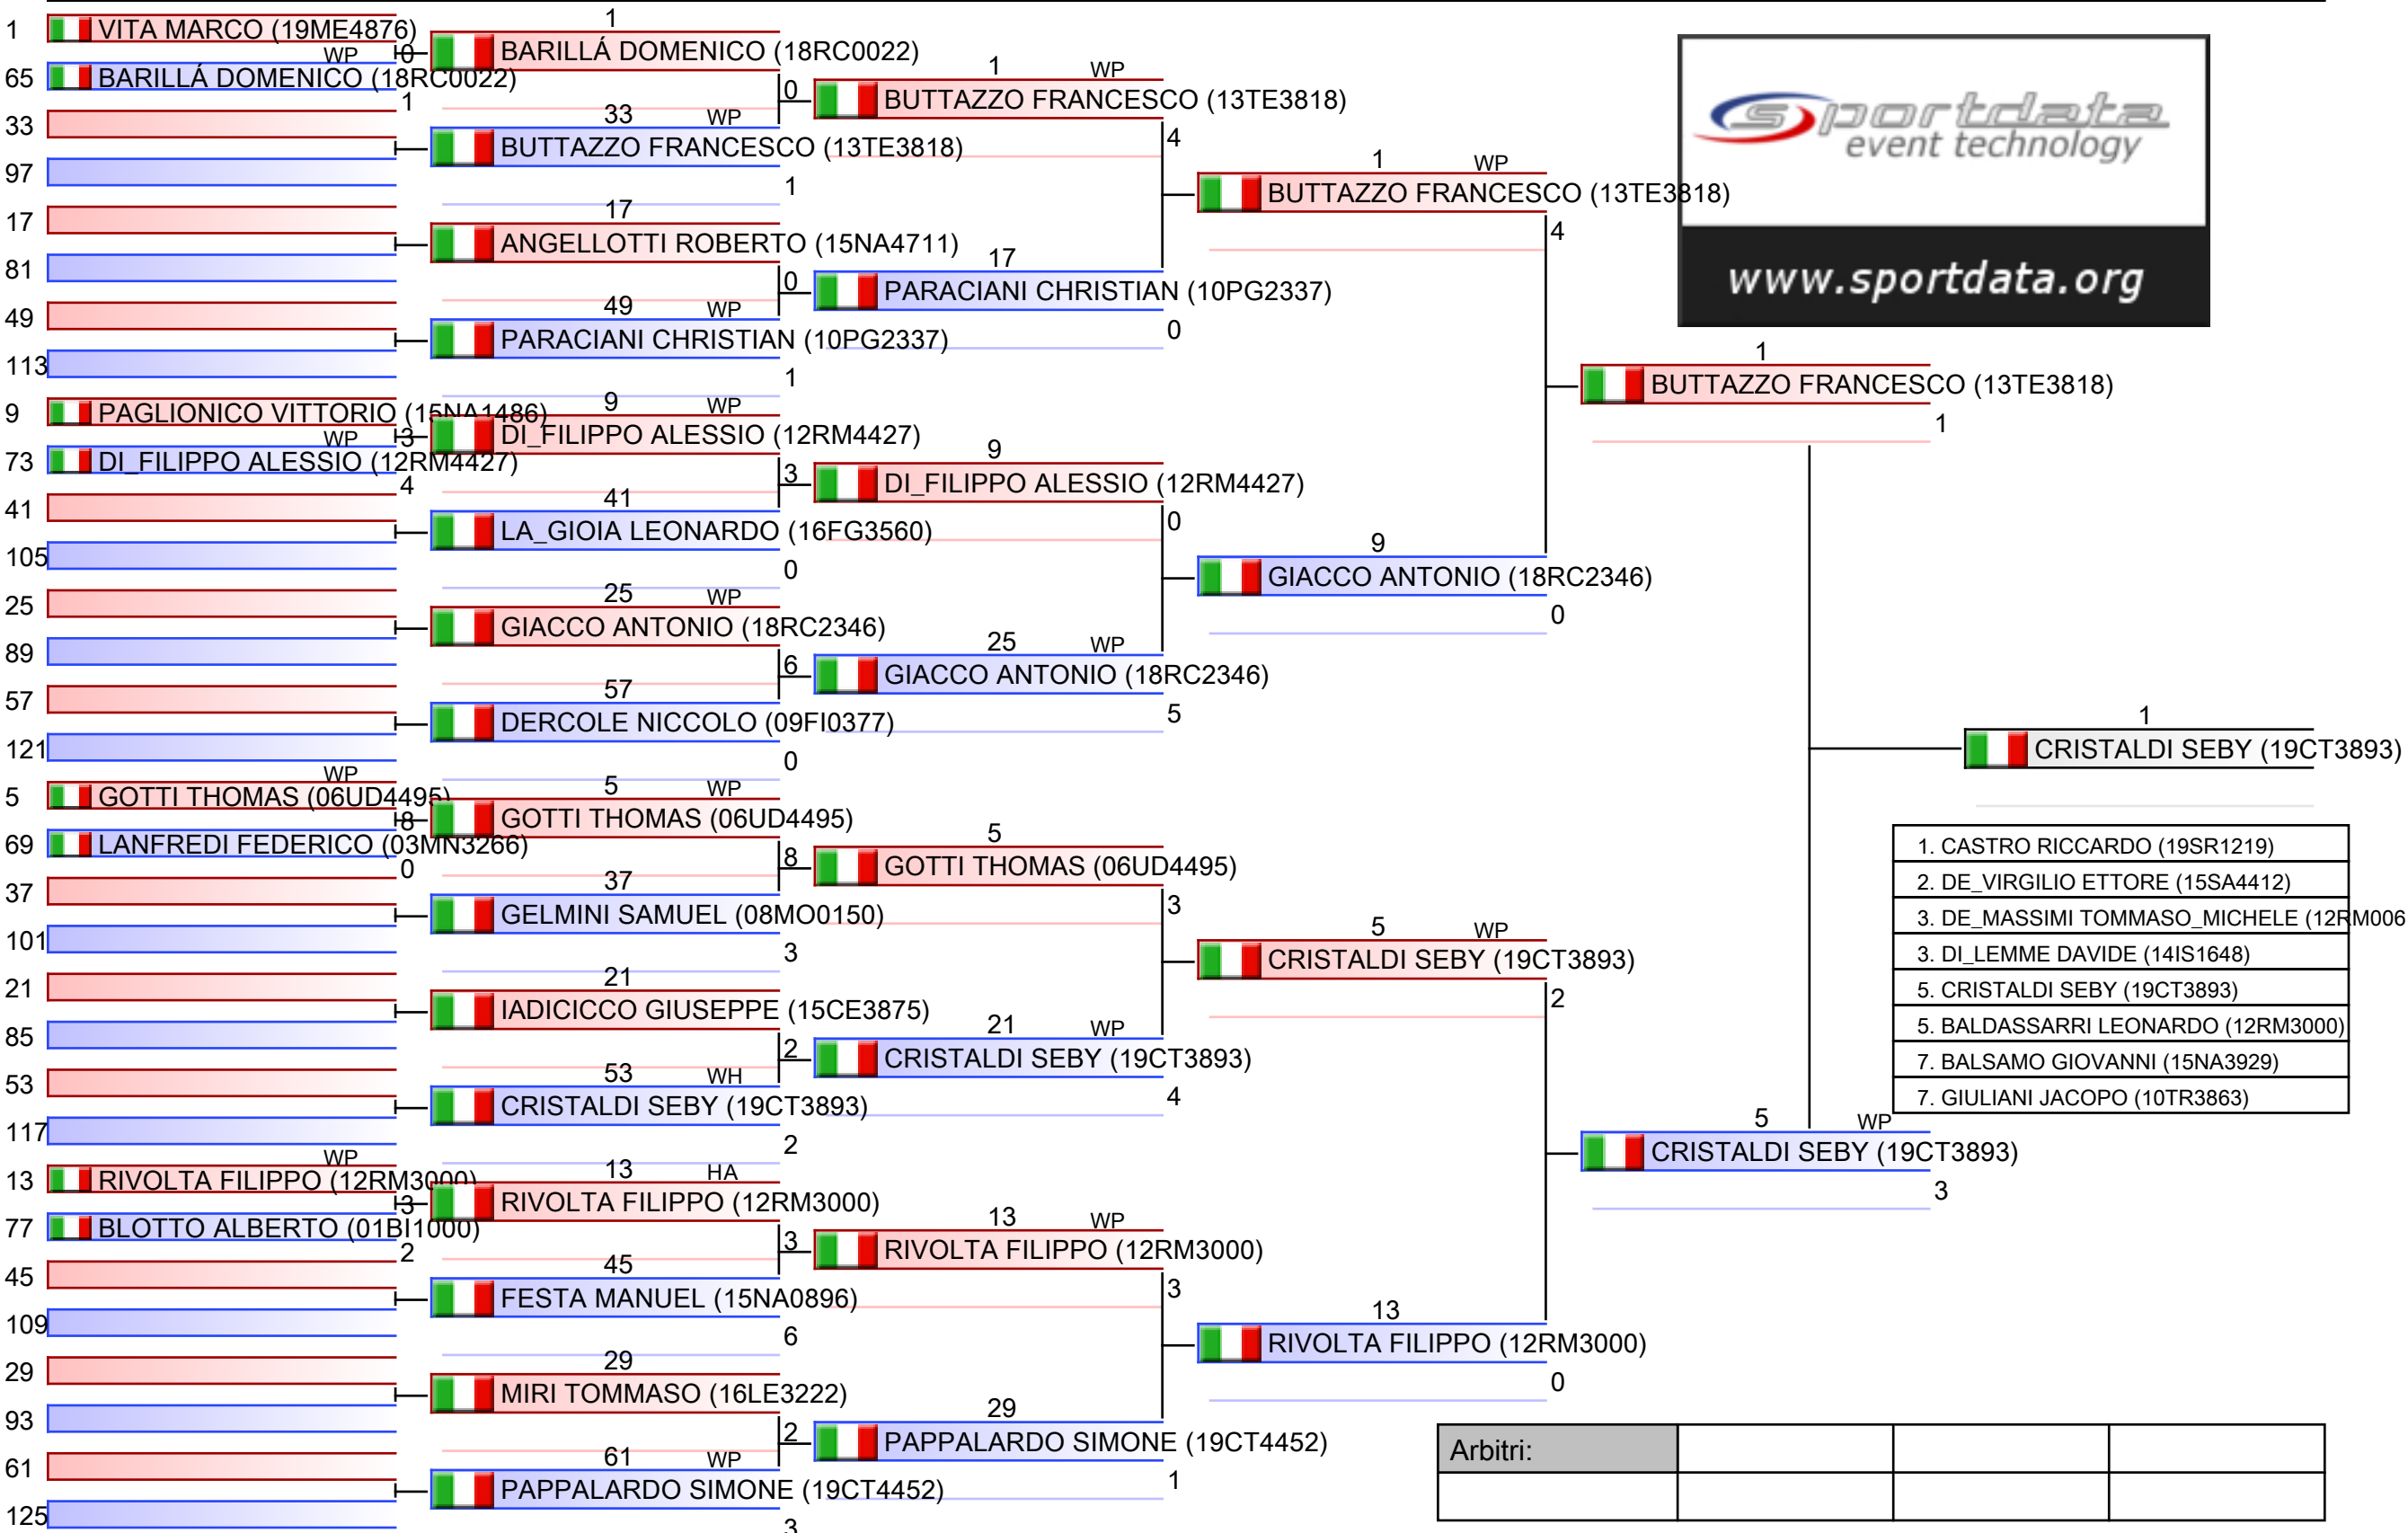 1 VITA MARCO (19ME4876)
WP 0
65 BARILLÁ DOMENICO (18RC0022)
1
33
97
17
81
49
113
9 PAGLIONICO VITTORIO (15NA1486)
WP 3
73 DI_FILIPPO ALESSIO (12RM4427)
4
41
105
25
89
57
121
WP
5 GOTTI THOMAS (06UD4495)
8
69 LANFREDI FEDERICO (03MN3266)
0
37
101
21
85
53
117
WP
13 RIVOLTA FILIPPO (12RM3000)
3
77 BLOTTO ALBERTO (01BI1000)
2
45
109
29
93
61
125
1
BARILLÁ DOMENICO (18RC0022)
0
33 WP
BUTTAZZO FRANCESCO (13TE3818)
1
17
ANGELLOTTI ROBERTO (15NA4711)
0
49 WP
PARACIANI CHRISTIAN (10PG2337)
1
9 WP
DI_FILIPPO ALESSIO (12RM4427)
3
41
LA_GIOIA LEONARDO (16FG3560)
0
25 WP
GIACCO ANTONIO (18RC2346)
6
57
DERCOLE NICCOLO (09FI0377)
0
5 WP
GOTTI THOMAS (06UD4495)
8
37
GELMINI SAMUEL (08MO0150)
3
21
IADICICCO GIUSEPPE (15CE3875)
2
53 WH
CRISTALDI SEBY (19CT3893)
2
13 HA
RIVOLTA FILIPPO (12RM3000)
3
45
FESTA MANUEL (15NA0896)
6
29
MIRI TOMMASO (16LE3222)
2
61 WP
PAPPALARDO SIMONE (19CT4452)
3
1 WP
BUTTAZZO FRANCESCO (13TE3818)
4
17
PARACIANI CHRISTIAN (10PG2337)
0
9
DI_FILIPPO ALESSIO (12RM4427)
0
25 WP
GIACCO ANTONIO (18RC2346)
5
5
GOTTI THOMAS (06UD4495)
3
21 WP
CRISTALDI SEBY (19CT3893)
4
13 WP
RIVOLTA FILIPPO (12RM3000)
3
29
PAPPALARDO SIMONE (19CT4452)
1
1 WP
BUTTAZZO FRANCESCO (13TE3818)
4
9
GIACCO ANTONIO (18RC2346)
0
5 WP
CRISTALDI SEBY (19CT3893)
2
13
RIVOLTA FILIPPO (12RM3000)
0
1
BUTTAZZO FRANCESCO (13TE3818)
1
5 WP
CRISTALDI SEBY (19CT3893)
3
1
CRISTALDI SEBY (19CT3893)
sportdata
event technology
www.sportdata.org
1. CASTRO RICCARDO (19SR1219)
2. DE_VIRGILIO ETTORE (15SA4412)
3. DE_MASSIMI TOMMASO_MICHELE (12RM006
3. DI_LEMME DAVIDE (14IS1648)
5. CRISTALDI SEBY (19CT3893)
5. BALDASSARRI LEONARDO (12RM3000)
7. BALSAMO GIOVANNI (15NA3929)
7. GIULIANI JACOPO (10TR3863)
Arbitri: